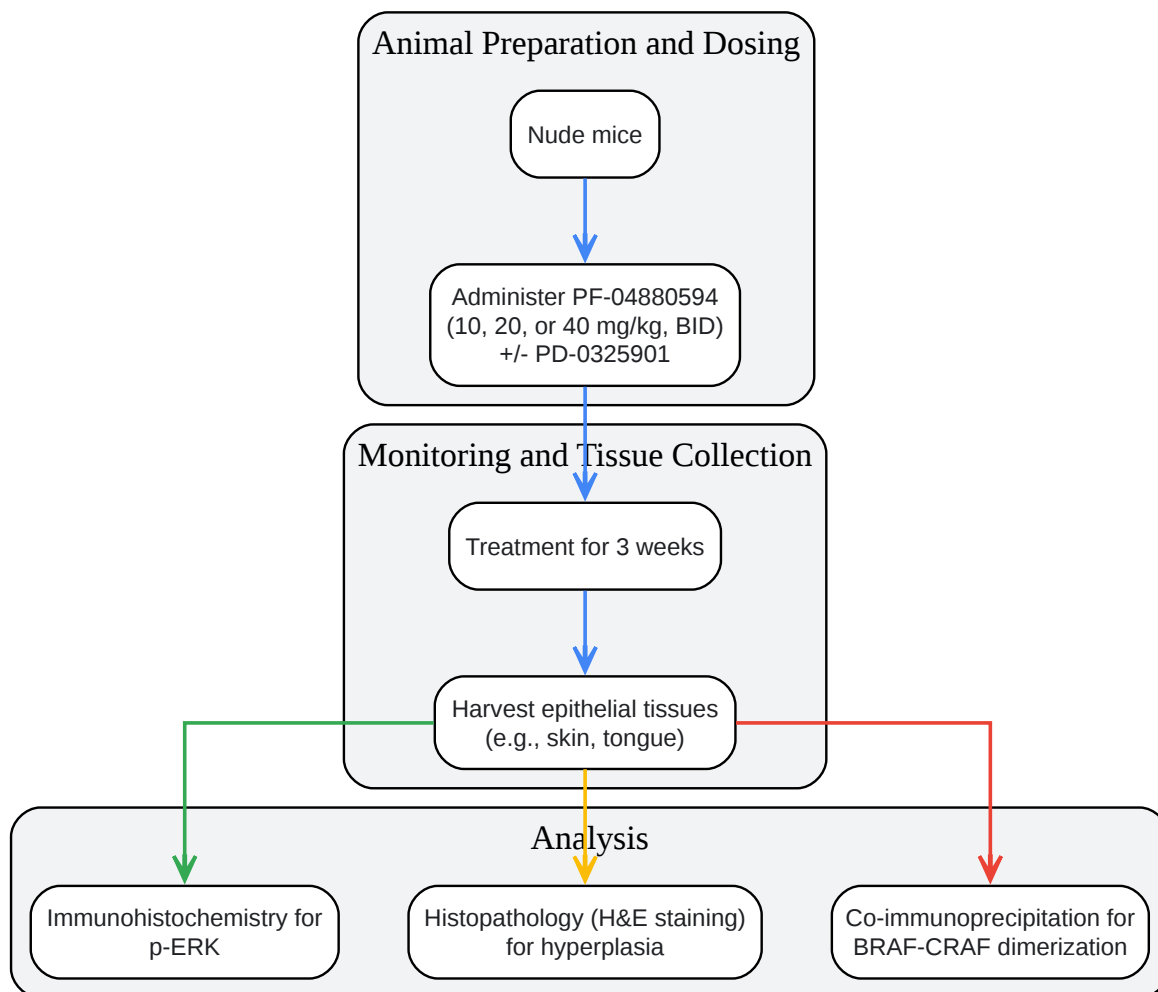 Animal Preparation and Dosing
Nude mice
Administer PF-04880594
(10, 20, or 40 mg/kg, BID)
+/- PD-0325901
Monitoring and Tissue Collection
Treatment for 3 weeks
Harvest epithelial tissues
(e.g., skin, tongue)
Analysis
Immunohistochemistry for
p-ERK
Histopathology (H&E staining)
for hyperplasia
Co-immunoprecipitation for
BRAF-CRAF dimerization